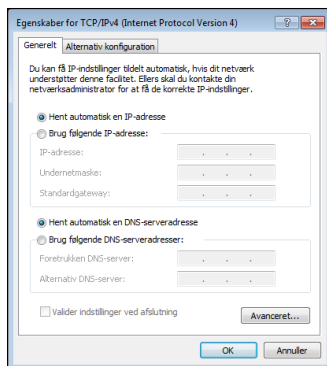 Egenskaber for TCP/IPv4 (Internet Protocol Version 4)
Generelt
Alternativ konfiguration
Du kan få IP-indstillinger tildelt automatisk, hvis dit netværk
understøtter denne facilitet. Ellers skal du kontakte din
netværksadministrator for at få de korrekte IP-indstillinger.
Hent automatisk en IP-adresse
Brug følgende IP-adresse:
IP-adresse:
Undernetmaske:
Standardgateway:
Hent automatisk en DNS-serveradresse
Brug følgende DNS-serveradresser:
Foretrukken DNS-server:
Alternativ DNS-server:
Valider indstillinger ved afslutning
Avanceret...
OK
Annuller